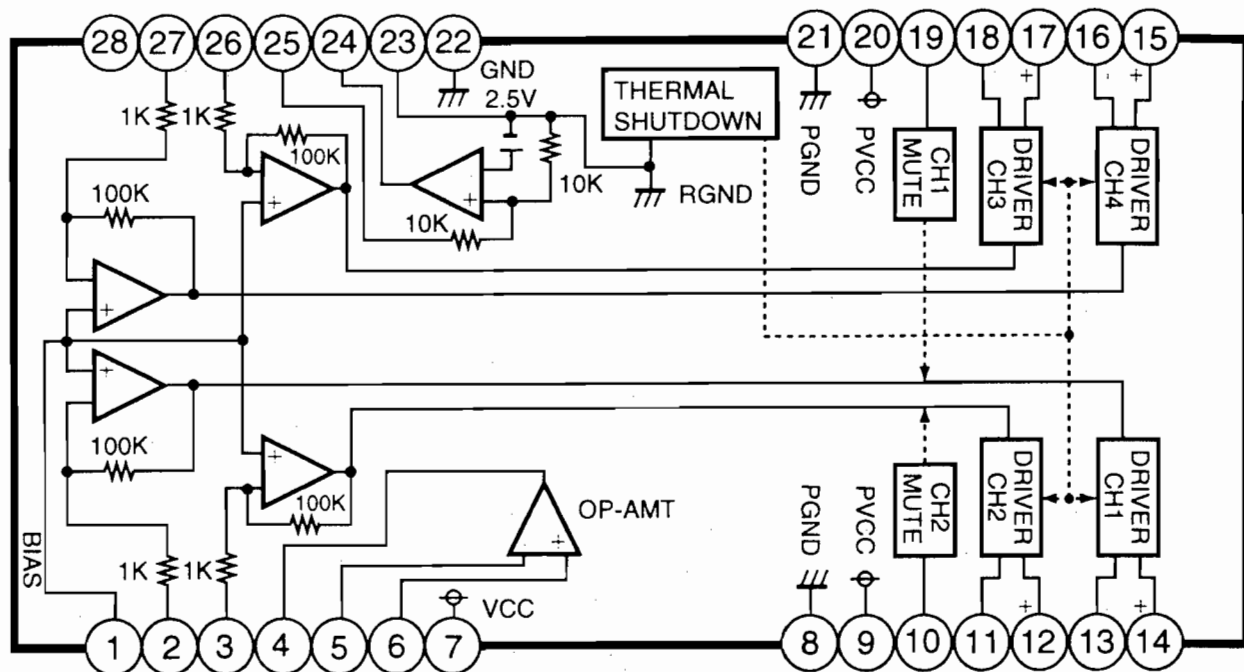 28 27 26 25 24 23 22 21 20 19 18 17 16 15
+ - +
GND
2.5V
THERMAL
SHUTDOWN
1K 1K
100K
10K
RGND
PGND
PVCC
CH1
MUTE
DRIVER
CH3
DRIVER
CH4
100K
+
+
10K
+
+
+
100K
100K
OP-AMT
+
PGND
PVCC
CH2
MUTE
DRIVER
CH2
DRIVER
CH1
BIAS
1K 1K
VCC
+ +
1 2 3 4 5 6 7 8 9 10 11 12 13 14